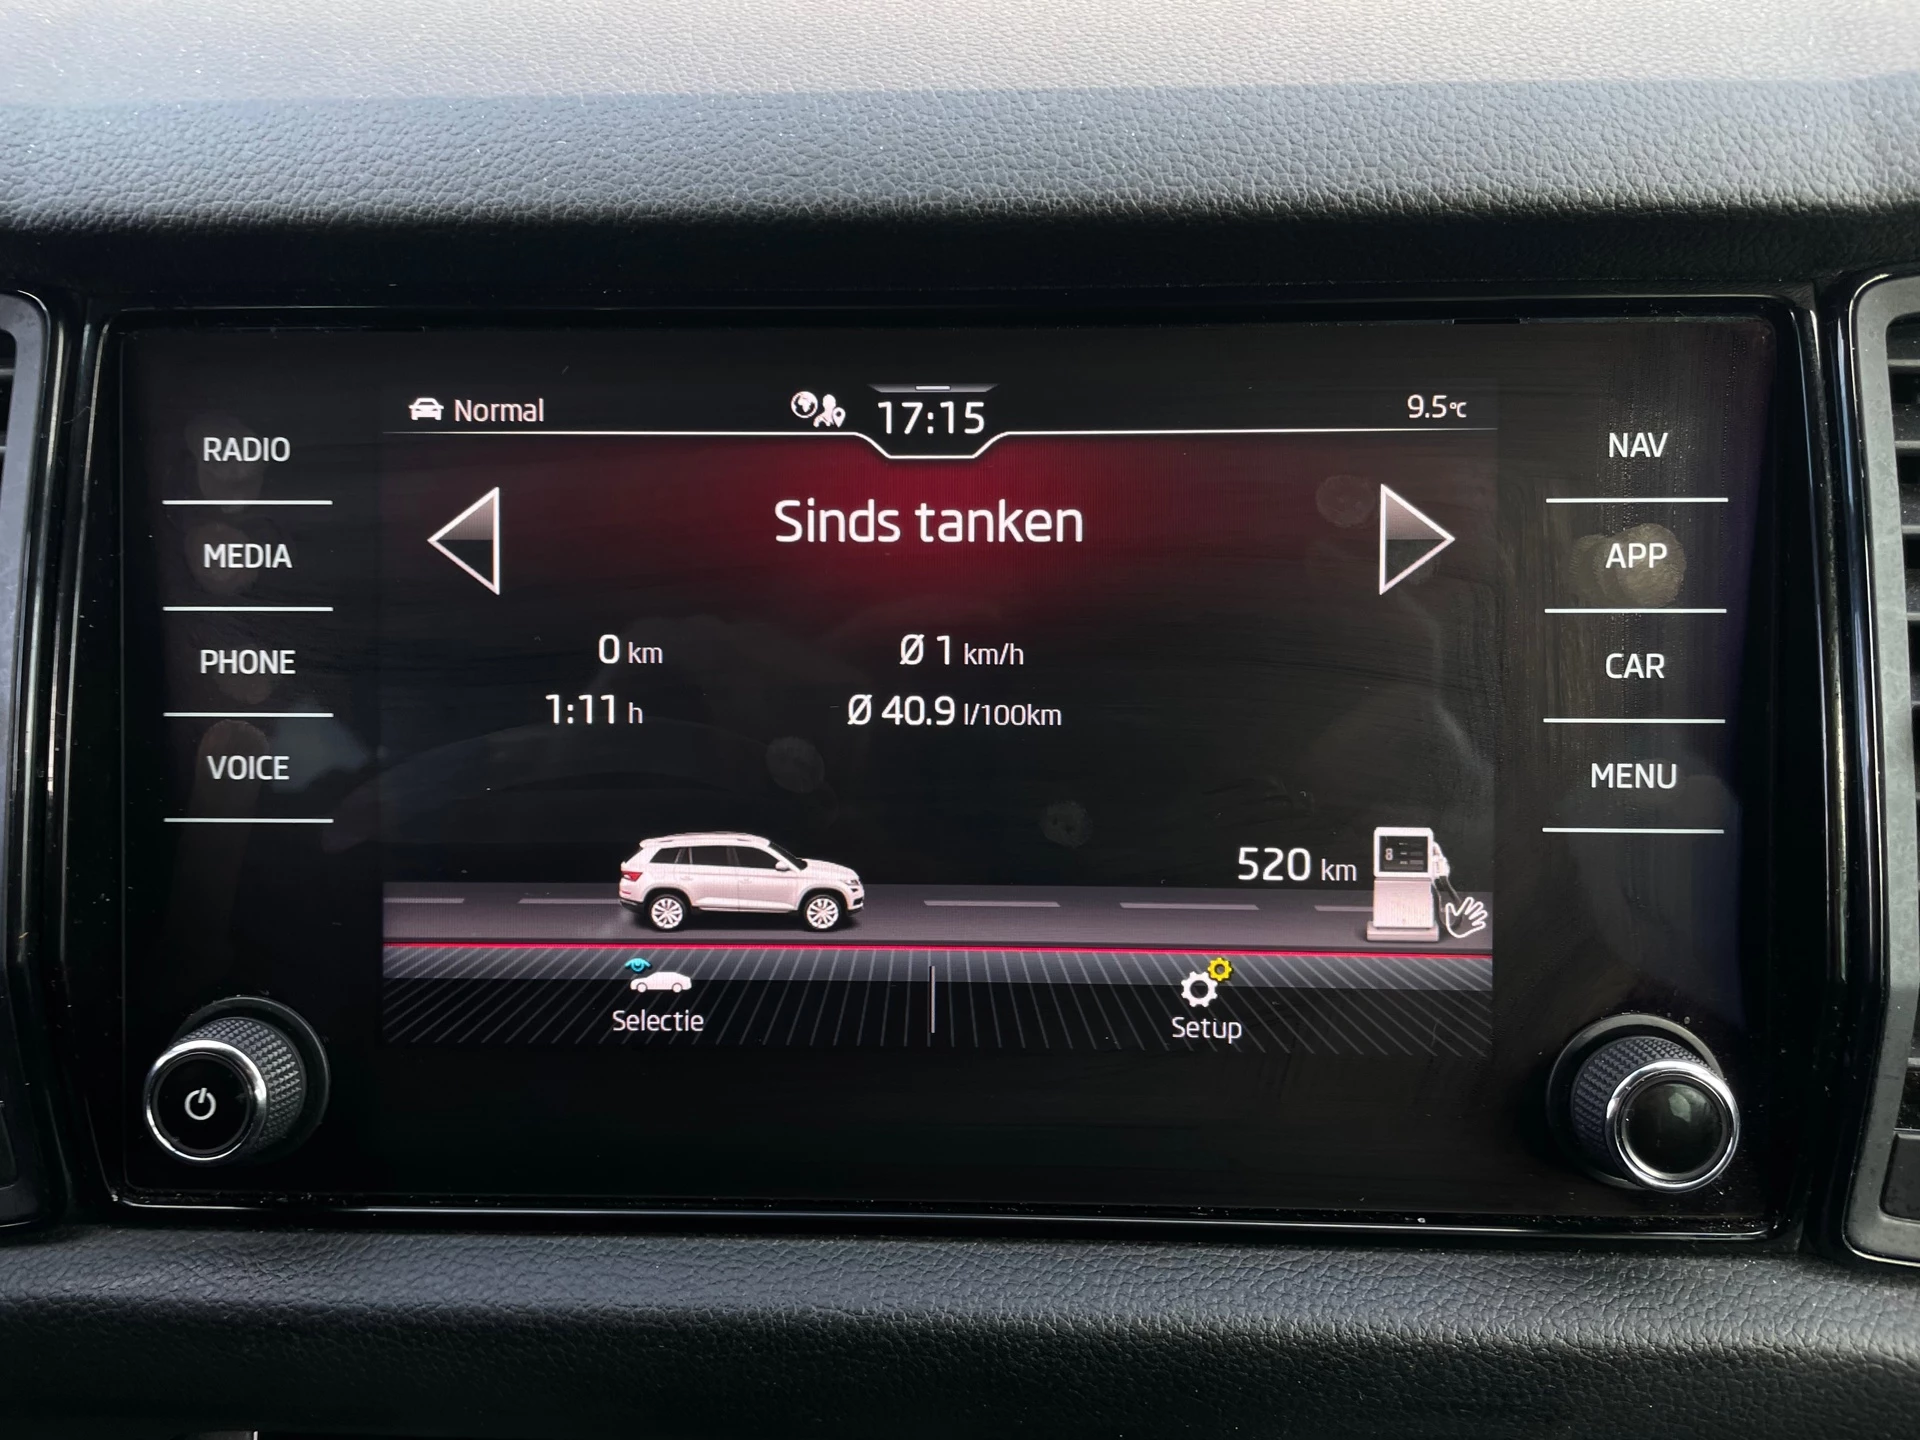 Normal
17:15
9.5°C
RADIO
MEDIA
PHONE
VOICE
Sinds tanken
0 km
Ø 1 km/h
1:11 h
Ø 40.9 l/100km
520 km
8
Selectie
Setup
NAV
APP
CAR
MENU